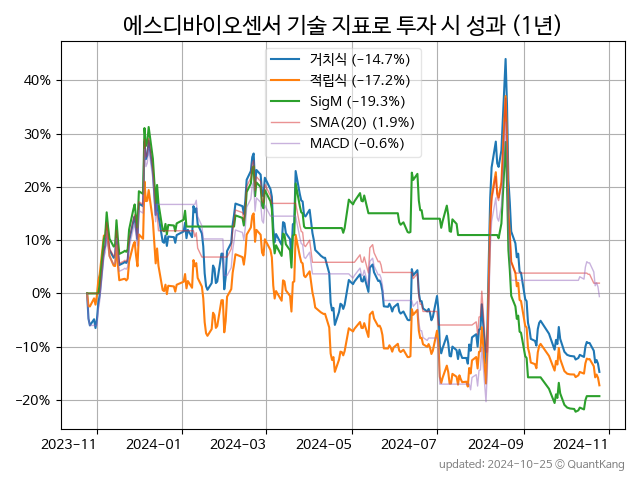 에스디바이오센서 기술 지표로 투자 시 성과 (1년)
거치식 (−14.7%)
적립식 (−17.2%)
SigM (−19.3%)
SMA(20) (1.9%)
MACD (−0.6%)
40%
30%
20%
10%
0%
−10%
−20%
2023−11 2024−01 2024−03 2024−05 2024−07 2024−09 2024−11
updated: 2024-10-25 © QuantKang